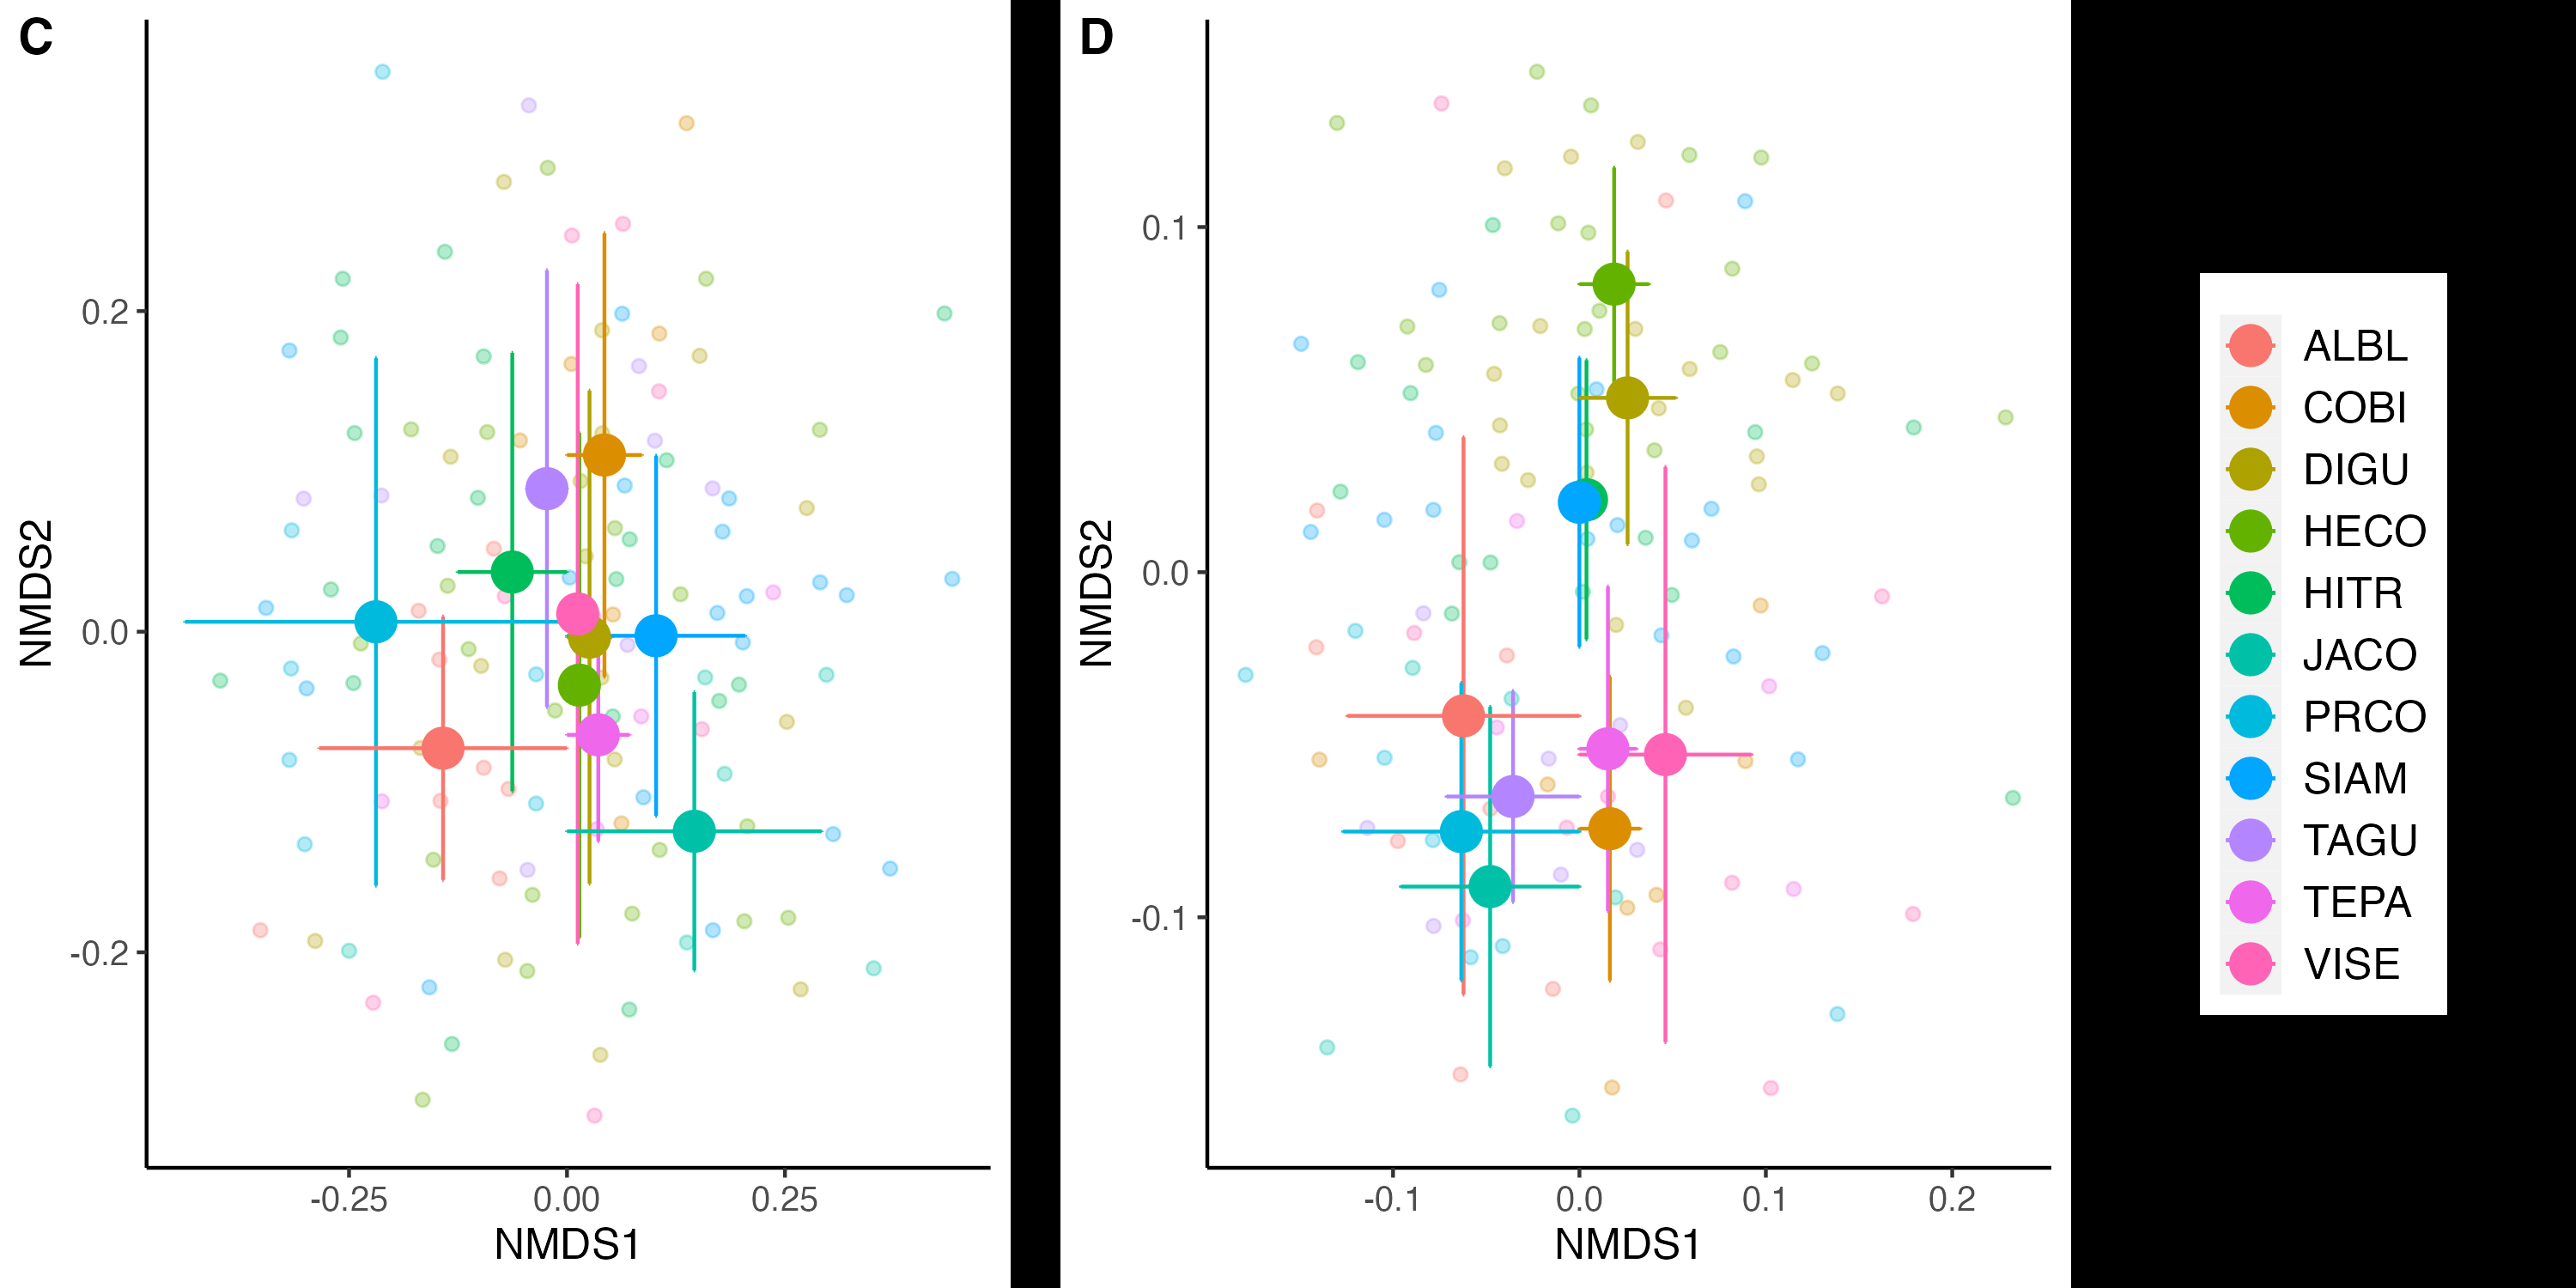 C
0.2
0.0
-0.2
NMDS2
-0.25
0.00
0.25
NMDS1
D
0.1
0.0
-0.1
NMDS2
-0.1
0.0
0.1
0.2
NMDS1
ALBL
COBI
DIGU
HECO
HITR
JACO
PRCO
SIAM
TAGU
TEPA
VISE